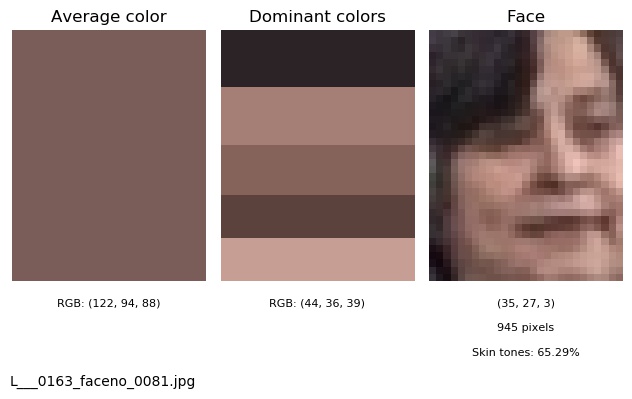 Average color
Dominant colors
Face
RGB: (122, 94, 88)
RGB: (44, 36, 39)
(35, 27, 3)
945 pixels
Skin tones: 65.29%
L___0163_faceno_0081.jpg